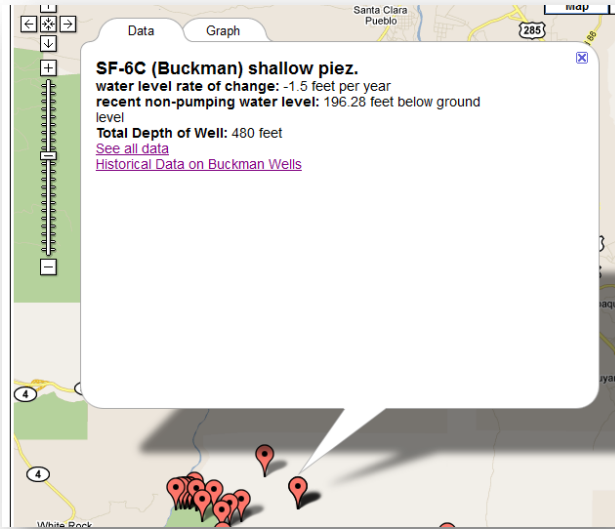 Santa Clara
Pueblo
Map
285
Data
Graph
SF-6C (Buckman) shallow piez.
water level rate of change: -1.5 feet per year
recent non-pumping water level: 196.28 feet below ground
level
Total Depth of Well: 480 feet
See all data
Historical Data on Buckman Wells
4
4
White Rock